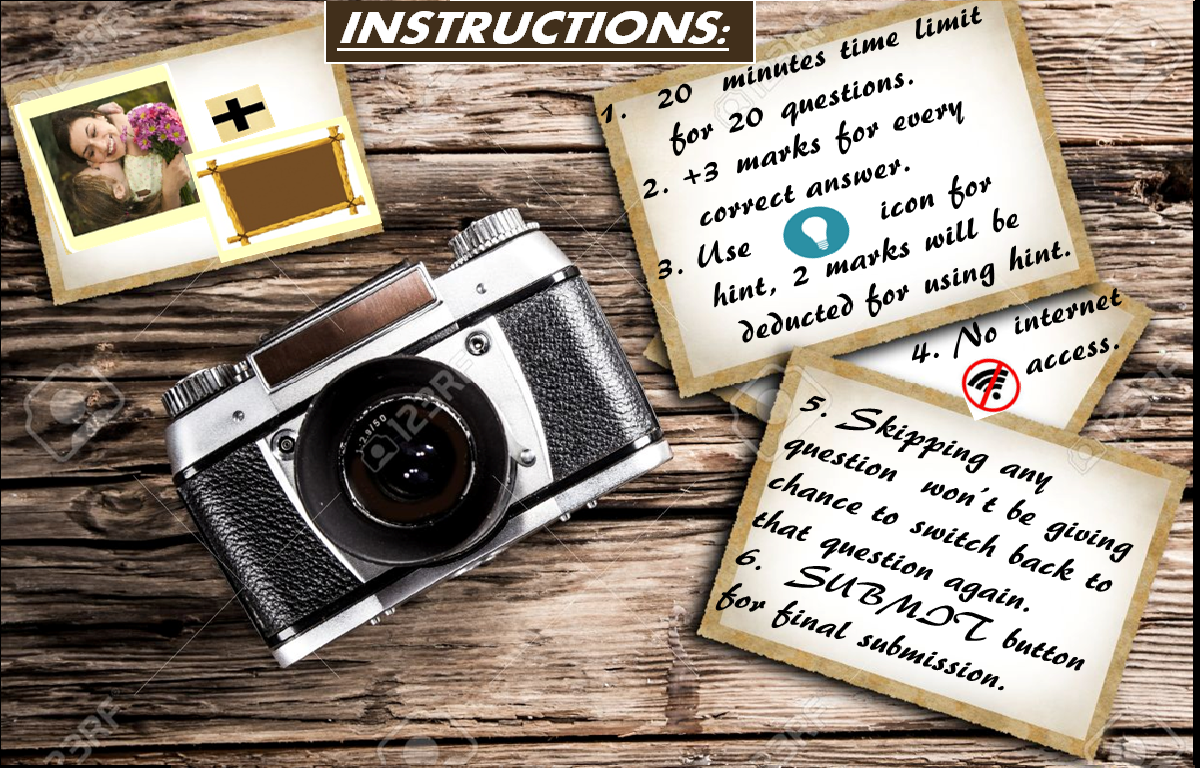 INSTRUCTIONS:
1. 20 minutes time limit
for 20 questions.
2. +3 marks for every
correct answer.
3. Use icon for
hint, 2 marks will be
deducted for using hint.
4. No internet
access.
5. Skipping any
question won't be giving
chance to switch back to
that question again.
6. SUBMIT button
for final submission.
123RF